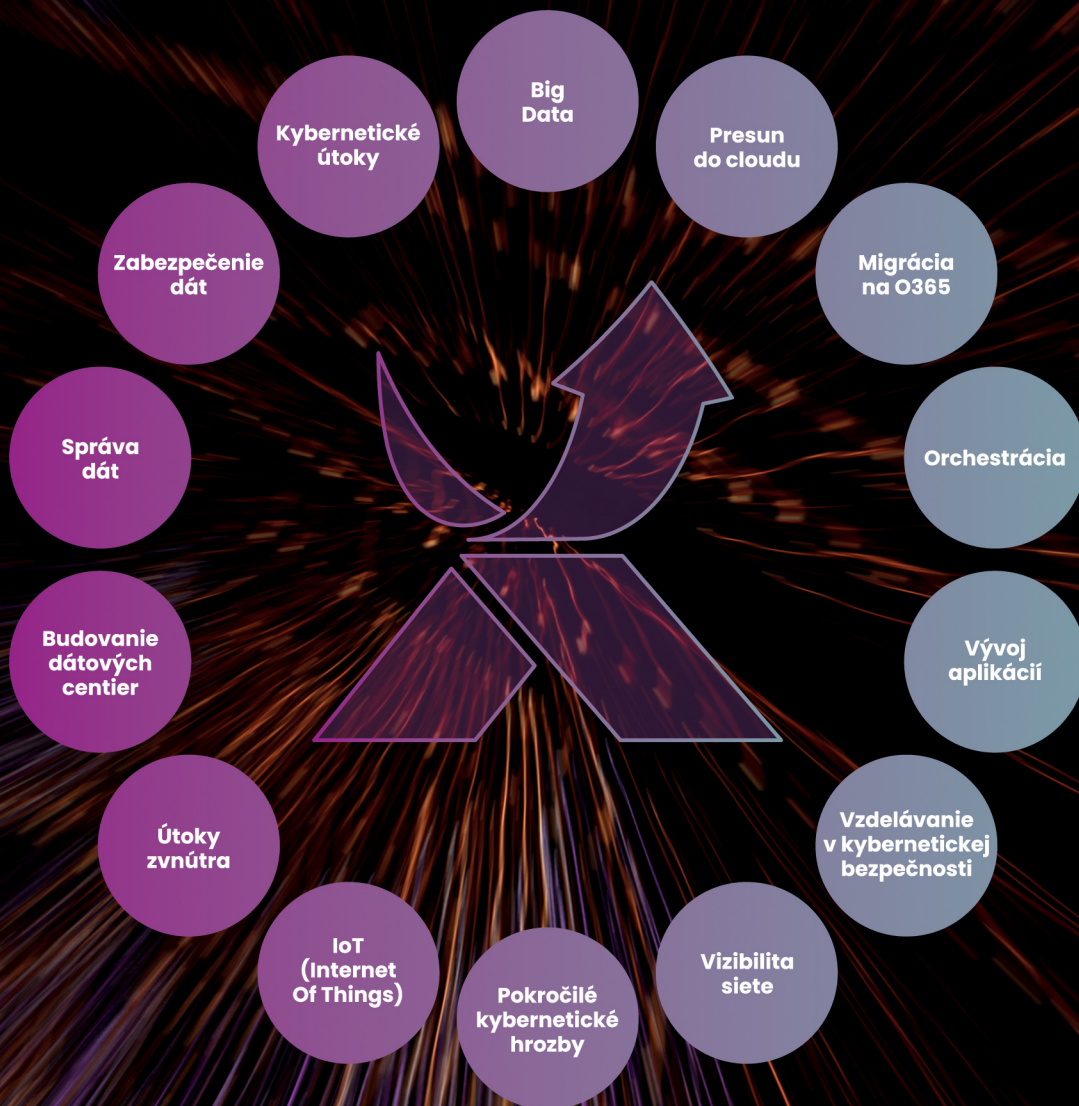 Big
Data
Presun
do cloudu
Migrácia
na O365
Orchestrácia
Vývoj
aplikácií
Vzdelávanie
v kybernetickej
bezpečnosti
Vizibilita
siete
Pokročilé
kybernetické
hrozby
IoT
(Internet
Of Things)
Útoky
zvnútra
Budovanie
dátových
centier
Správa
dát
Zabezpečenie
dát
Kybernetické
útoky